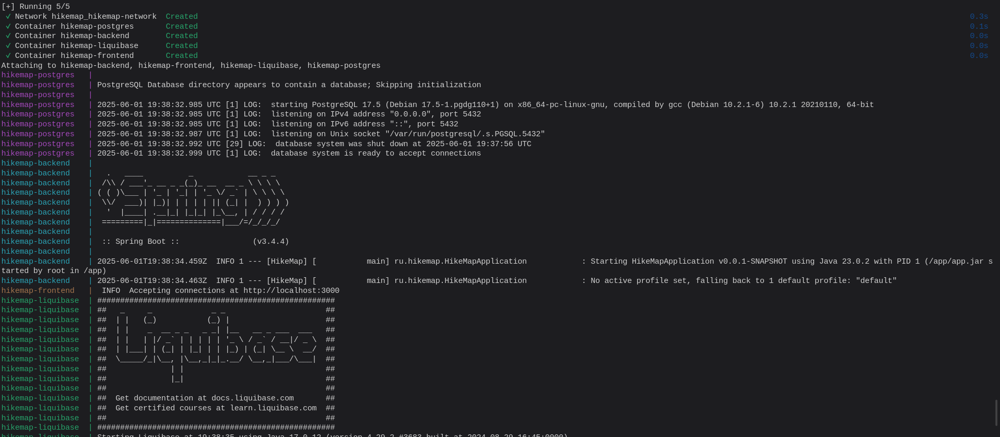 [+] Running 5/5
 ✓ Network hikemap_hikemap-network  Created 0.3s
 ✓ Container hikemap-postgres       Created 0.1s
 ✓ Container hikemap-backend        Created 0.0s
 ✓ Container hikemap-liquibase      Created 0.0s
 ✓ Container hikemap-frontend       Created 0.0s
Attaching to hikemap-backend, hikemap-frontend, hikemap-liquibase, hikemap-postgres
hikemap-postgres   |
hikemap-postgres   | PostgreSQL Database directory appears to contain a database; Skipping initialization
hikemap-postgres   |
hikemap-postgres   | 2025-06-01 19:38:32.985 UTC [1] LOG:  starting PostgreSQL 17.5 (Debian 17.5-1.pgdg110+1) on x86_64-pc-linux-gnu, compiled by gcc (Debian 10.2.1-6) 10.2.1 20210110, 64-bit
hikemap-postgres   | 2025-06-01 19:38:32.985 UTC [1] LOG:  listening on IPv4 address "0.0.0.0", port 5432
hikemap-postgres   | 2025-06-01 19:38:32.985 UTC [1] LOG:  listening on IPv6 address "::", port 5432
hikemap-postgres   | 2025-06-01 19:38:32.987 UTC [1] LOG:  listening on Unix socket "/var/run/postgresql/.s.PGSQL.5432"
hikemap-postgres   | 2025-06-01 19:38:32.992 UTC [29] LOG:  database system was shut down at 2025-06-01 19:37:56 UTC
hikemap-postgres   | 2025-06-01 19:38:32.999 UTC [1] LOG:  database system is ready to accept connections
hikemap-backend    |
hikemap-backend    |   .   ____          _            __ _ _
hikemap-backend    |  /\\ / ___'_ __ _ _(_)_ __  __ _ \ \ \ \
hikemap-backend    | ( ( )\___ | '_ | '_| | '_ \/ _` | \ \ \ \
hikemap-backend    |  \\/  ___)| |_)| | | | | || (_| |  ) ) ) )
hikemap-backend    |   '  |____| .__|_| |_|_| |_\__, | / / / /
hikemap-backend    |  =========|_|==============|___/=/_/_/_/
hikemap-backend    |
hikemap-backend    |  :: Spring Boot ::                (v3.4.4)
hikemap-backend    |
hikemap-backend    | 2025-06-01T19:38:34.459Z  INFO 1 --- [HikeMap] [           main] ru.hikemap.HikeMapApplication            : Starting HikeMapApplication v0.0.1-SNAPSHOT using Java 23.0.2 with PID 1 (/app/app.jar s
tarted by root in /app)
hikemap-backend    | 2025-06-01T19:38:34.463Z  INFO 1 --- [HikeMap] [           main] ru.hikemap.HikeMapApplication            : No active profile set, falling back to 1 default profile: "default"
hikemap-frontend   |  INFO  Accepting connections at http://localhost:3000
hikemap-liquibase  | ####################################################
hikemap-liquibase  | ##   _     _             _ _                      ##
hikemap-liquibase  | ##  | |   (_)           (_) |                     ##
hikemap-liquibase  | ##  | |    _  __ _ _   _ _| |__   __ _ ___  ___   ##
hikemap-liquibase  | ##  | |   | |/ _` | | | | | '_ \ / _` / __|/ _ \  ##
hikemap-liquibase  | ##  | |___| | (_| | |_| | | |_) | (_| \__ \  __/  ##
hikemap-liquibase  | ##  \_____/_|\__, |\__,_|_|_.__/ \__,_|___/\___|  ##
hikemap-liquibase  | ##              | |                               ##
hikemap-liquibase  | ##              |_|                               ##
hikemap-liquibase  | ##                                                ##
hikemap-liquibase  | ##  Get documentation at docs.liquibase.com       ##
hikemap-liquibase  | ##  Get certified courses at learn.liquibase.com  ##
hikemap-liquibase  | ##                                                ##
hikemap-liquibase  | ####################################################
hikemap-liquibase  | Starting Liquibase at 19:38:35 using Java 17.0.12 (version 4.29.2 #3683 built at 2024-08-29 16:45+0000)